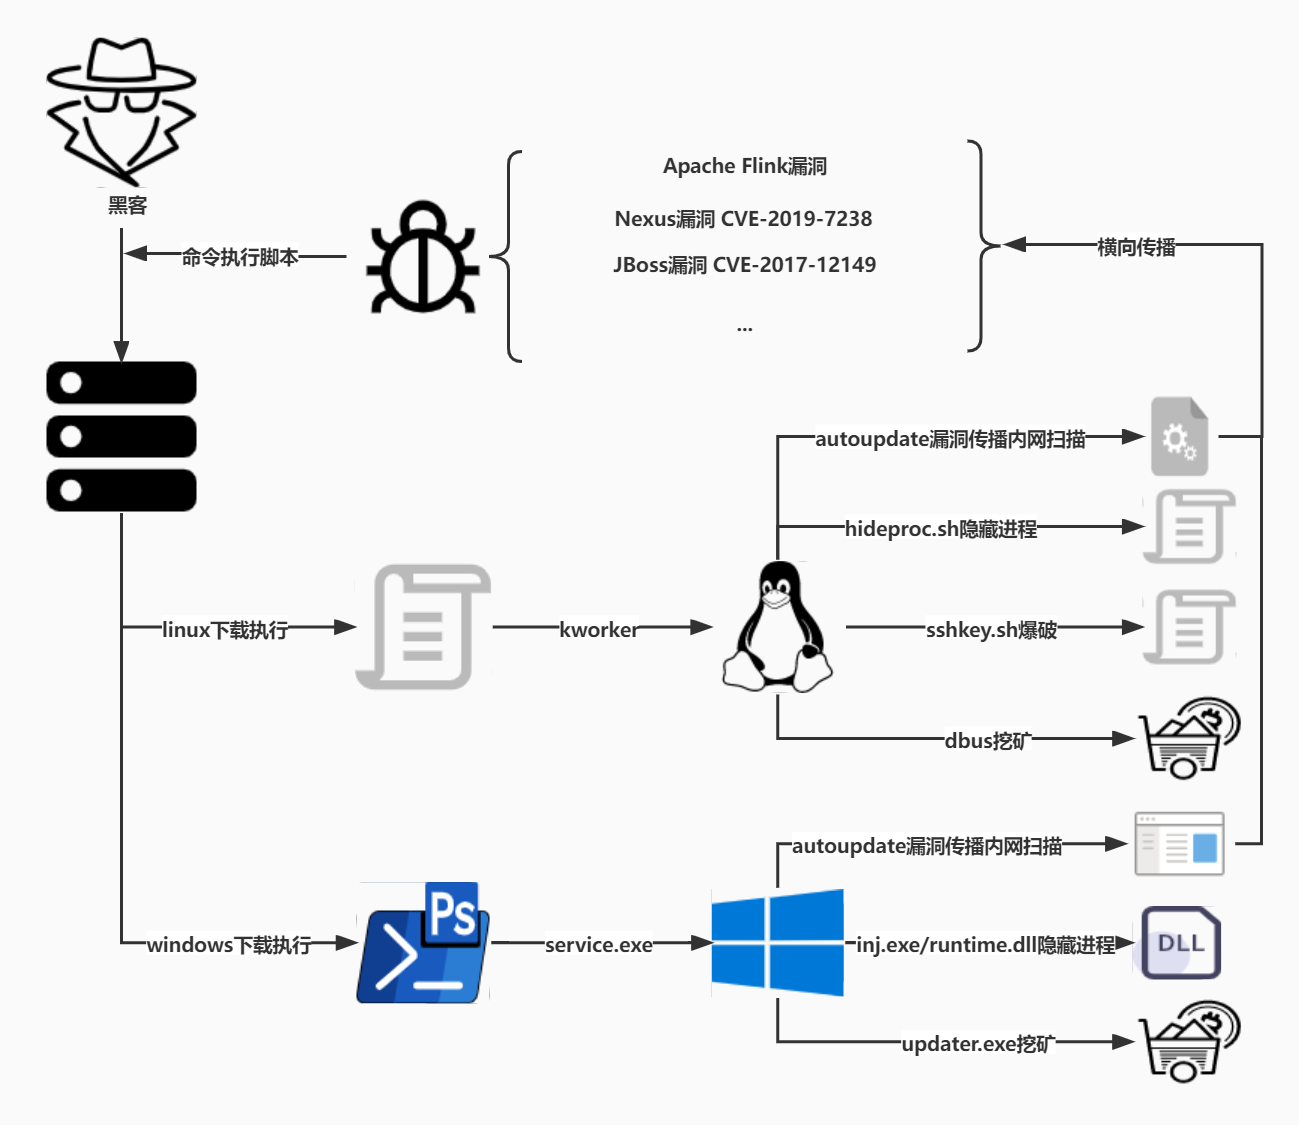 黑客
Apache Flink漏洞
Nexus漏洞 CVE-2019-7238
命令执行脚本
JBoss漏洞 CVE-2017-12149
横向传播
...
autoupdate漏洞传播内网扫描
hideproc.sh隐藏进程
linux下载执行
kworker
sshkey.sh爆破
dbus挖矿
autoupdate漏洞传播内网扫描
Ps
windows下载执行
service.exe
inj.exe/runtime.dll隐藏进程
DLL
updater.exe挖矿